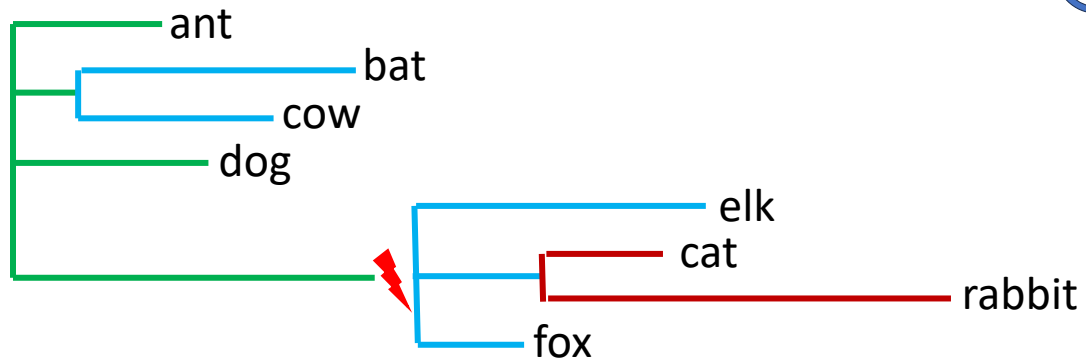 ant
bat
cow
dog
elk
cat
rabbit
fox